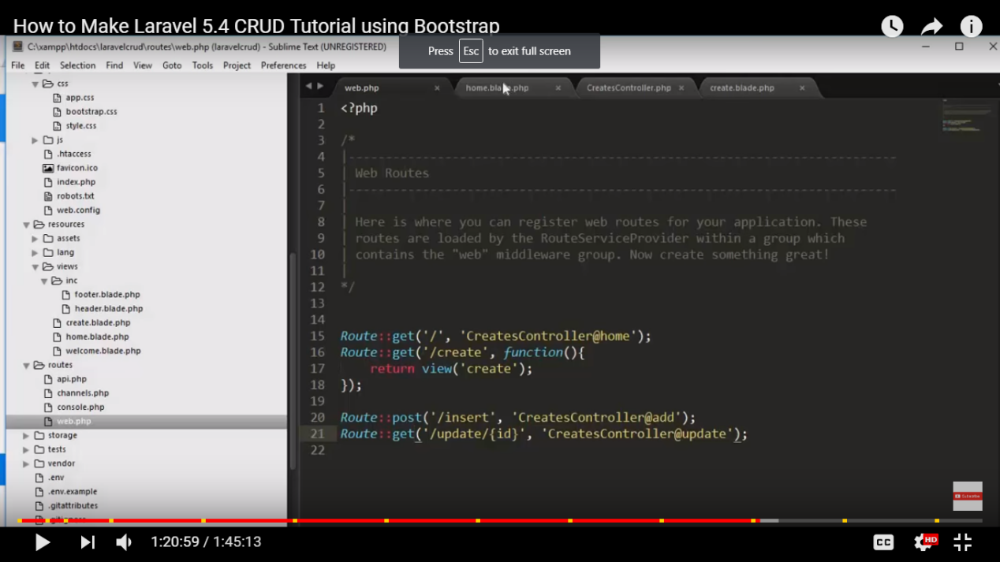 How to Make Laravel 5.4 CRUD Tutorial using Bootstrap
C:\xampp\htdocs\laravelcrud\routes\web.php (laravelcrud) - Sublime Text (UNREGISTERED)
Press Esc to exit full screen
File Edit Selection Find View Goto Tools Project Preferences Help
css
app.css
bootstrap.css
style.css
js
.htaccess
favicon.ico
index.php
robots.txt
web.config
resources
assets
lang
views
inc
footer.blade.php
header.blade.php
create.blade.php
home.blade.php
welcome.blade.php
routes
api.php
channels.php
console.php
web.php
storage
tests
vendor
.env
.env.example
.gitattributes
web.php home.blade.php CreatesController.php create.blade.php
1 <?php
2
3 /*
4 |--------------------------------------------------------------------------
5 | Web Routes
6 |--------------------------------------------------------------------------
7 |
8 | Here is where you can register web routes for your application. These
9 | routes are loaded by the RouteServiceProvider within a group which
10 | contains the "web" middleware group. Now create something great!
11 |
12 */
13
14
15 Route::get('/', 'CreatesController@home');
16 Route::get('/create', function(){
17 return view('create');
18 });
19
20 Route::post('/insert', 'CreatesController@add');
21 Route::get('/update/{id}', 'CreatesController@update');
22
Subscribe
1:20:59 / 1:45:13
CC
HD